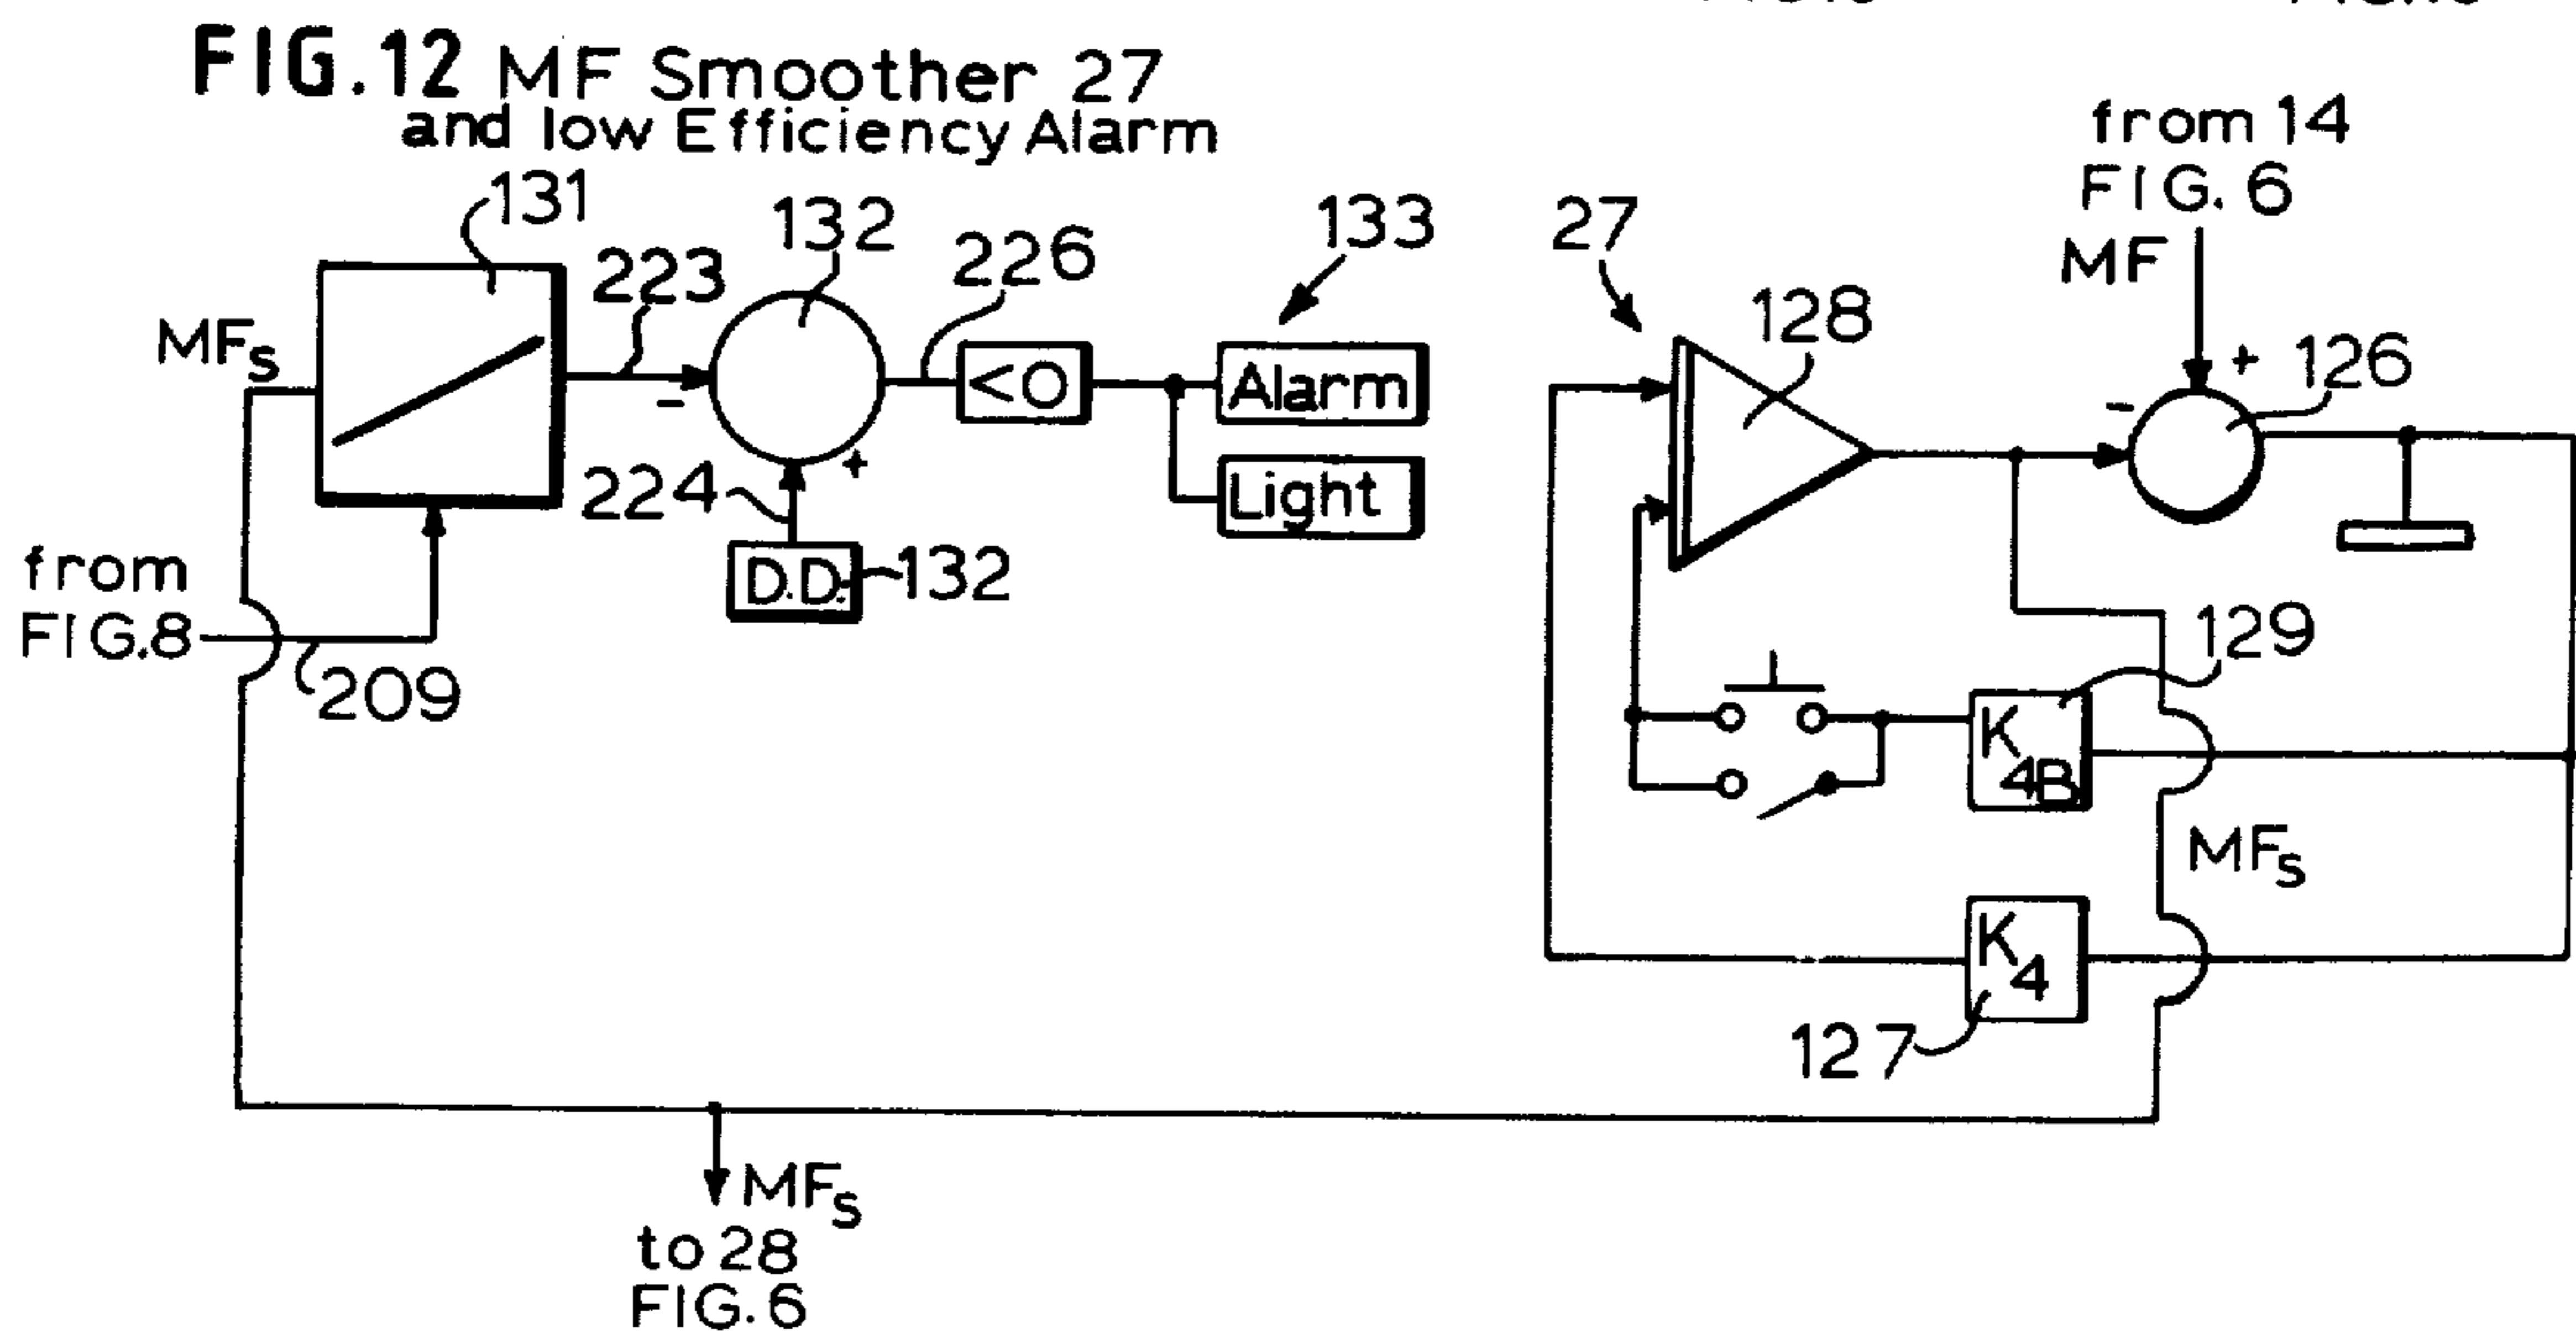 FIG.12 MF Smoother 27
and low Efficiency Alarm
from 14
FIG. 6
MF
131
132
133
27
223
226
128
+
126
MFs
-
<O
Alarm
-
224
+
Light
D.D.
132
from
FIG.8
209
129
K4B
MFs
K4
127
MFs
to 28
FIG. 6